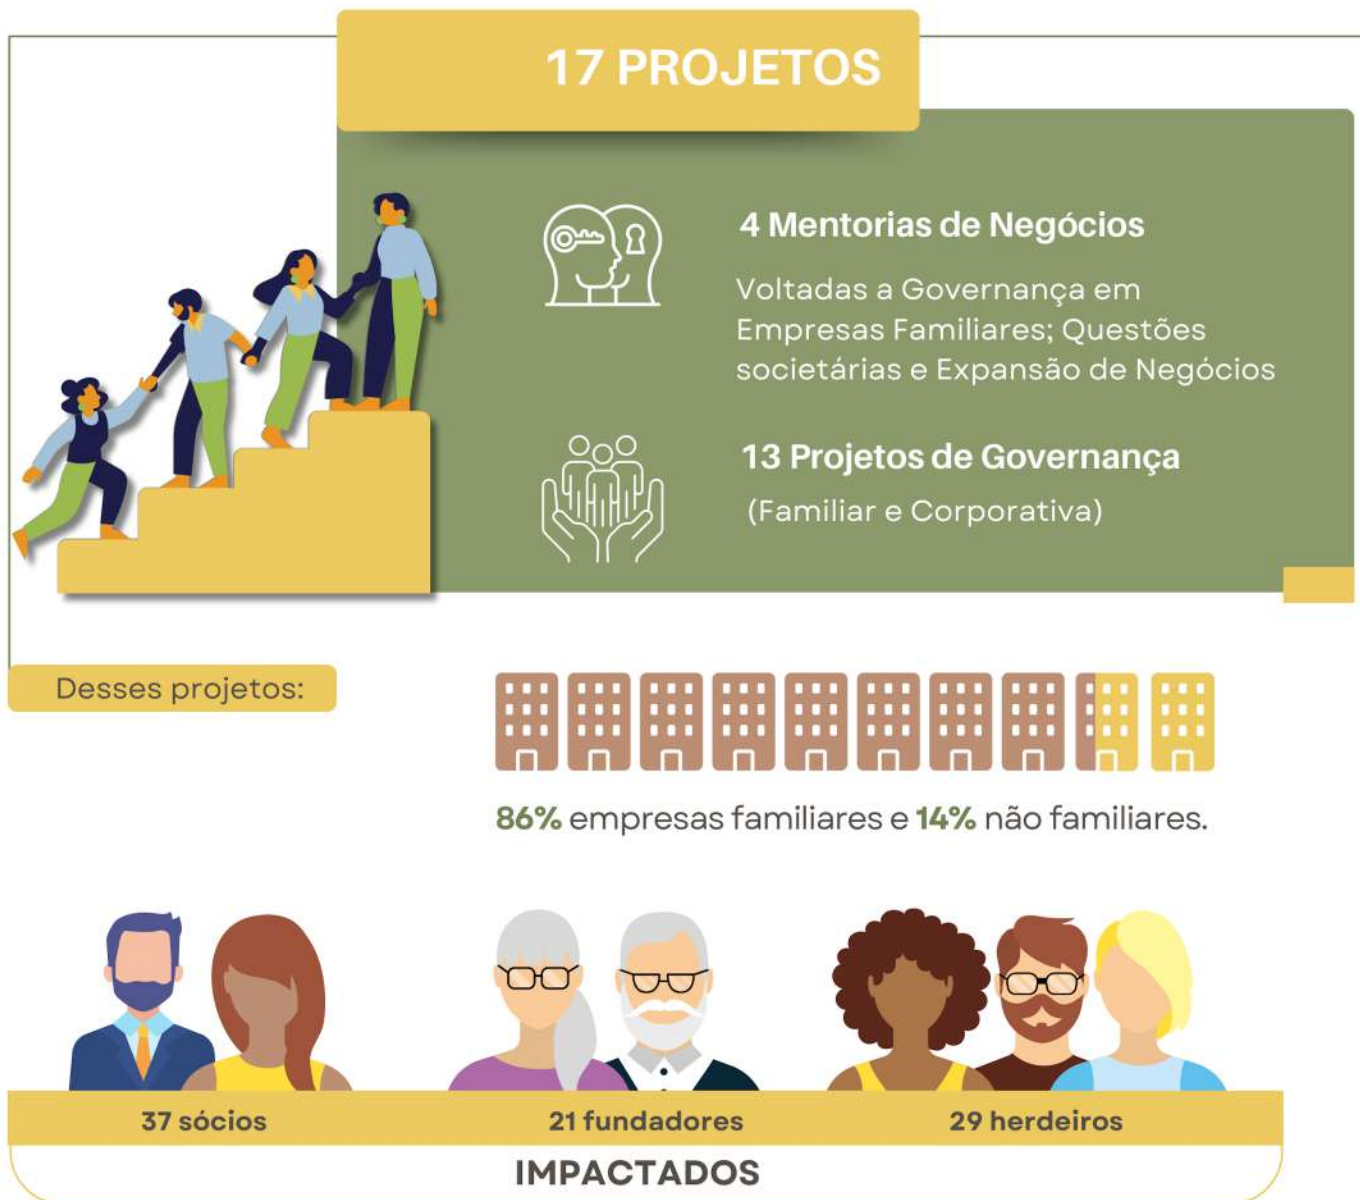 17 PROJETOS
4 Mentorias de Negócios
Voltadas a Governança em
Empresas Familiares; Questões
societárias e Expansão de Negócios
13 Projetos de Governança
(Familiar e Corporativa)
Desses projetos:
86% empresas familiares e 14% não familiares.
37 sócios
21 fundadores
29 herdeiros
IMPACTADOS